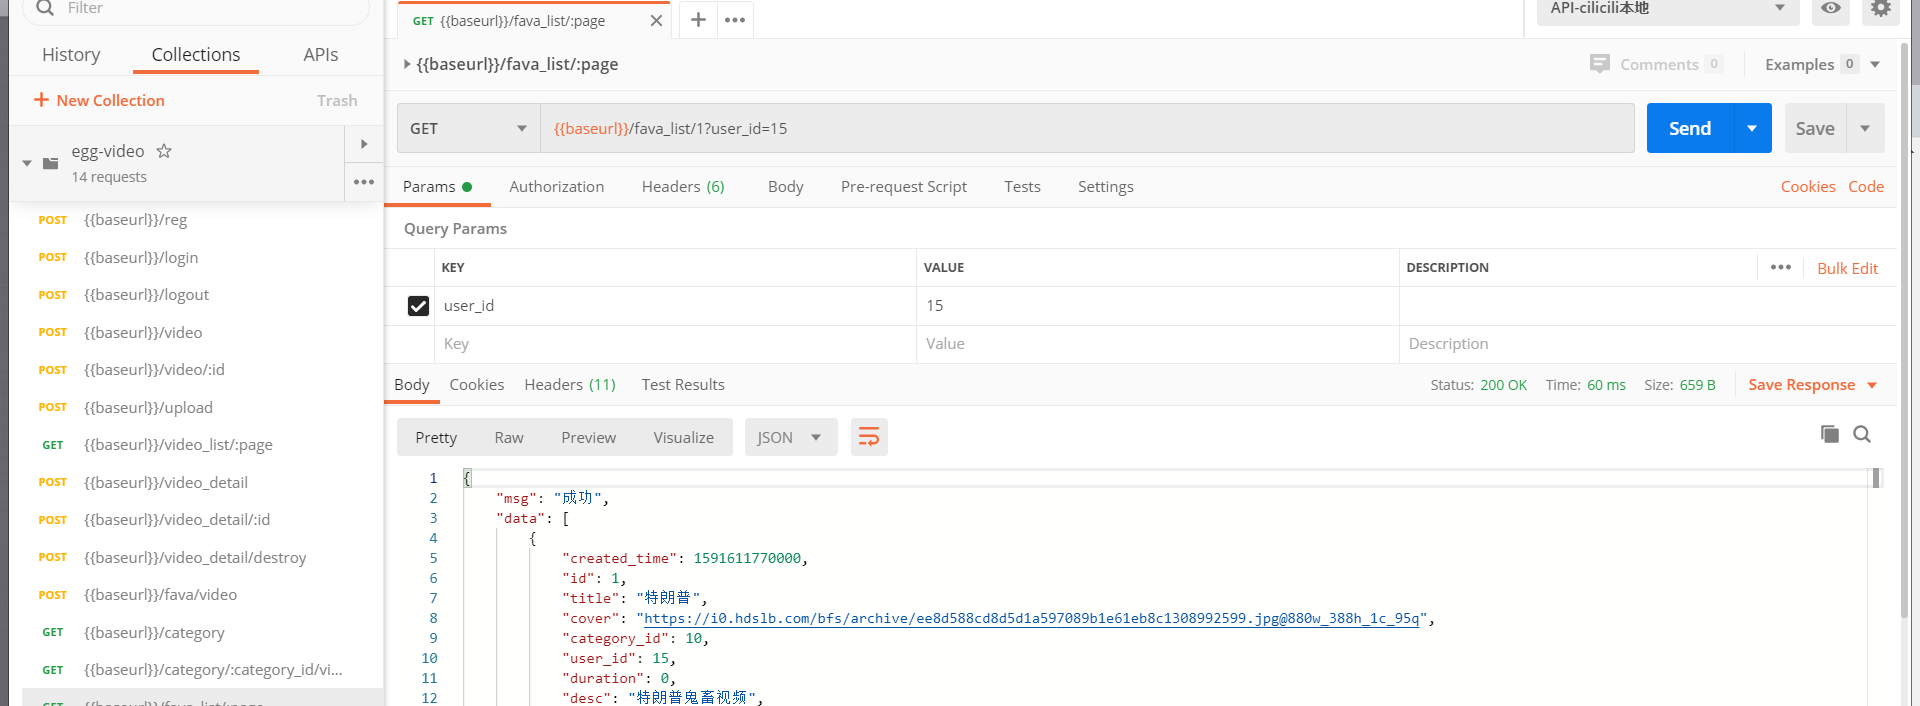 Filter
History Collections APIs
+ New Collection Trash
egg-video
14 requests
POST {{baseurl}}/reg
POST {{baseurl}}/login
POST {{baseurl}}/logout
POST {{baseurl}}/video
POST {{baseurl}}/video/:id
POST {{baseurl}}/upload
GET {{baseurl}}/video_list/:page
POST {{baseurl}}/video_detail
POST {{baseurl}}/video_detail/:id
POST {{baseurl}}/video_detail/destroy
POST {{baseurl}}/fava/video
GET {{baseurl}}/category
GET {{baseurl}}/category/:category_id/vi...
GET {{baseurl}}/fava_list/:page
GET {{baseurl}}/fava_list/:page
API-cilicili本地
{{baseurl}}/fava_list/:page
Comments 0 Examples 0
GET {{baseurl}}/fava_list/1?user_id=15 Send Save
Params Authorization Headers (6) Body Pre-request Script Tests Settings Cookies Code
Query Params
KEY VALUE DESCRIPTION Bulk Edit
user_id 15
Key Value Description
Body Cookies Headers (11) Test Results Status: 200 OK Time: 60 ms Size: 659 B Save Response
Pretty Raw Preview Visualize JSON
1 {
2 "msg": "成功",
3 "data": [
4 {
5 "created_time": 1591611770000,
6 "id": 1,
7 "title": "特朗普",
8 "cover": "https://i0.hdslb.com/bfs/archive/ee8d588cd8d5d1a597089b1e61eb8c1308992599.jpg@880w_388h_1c_95q",
9 "category_id": 10,
10 "user_id": 15,
11 "duration": 0,
12 "desc": "特朗普鬼畜视频",